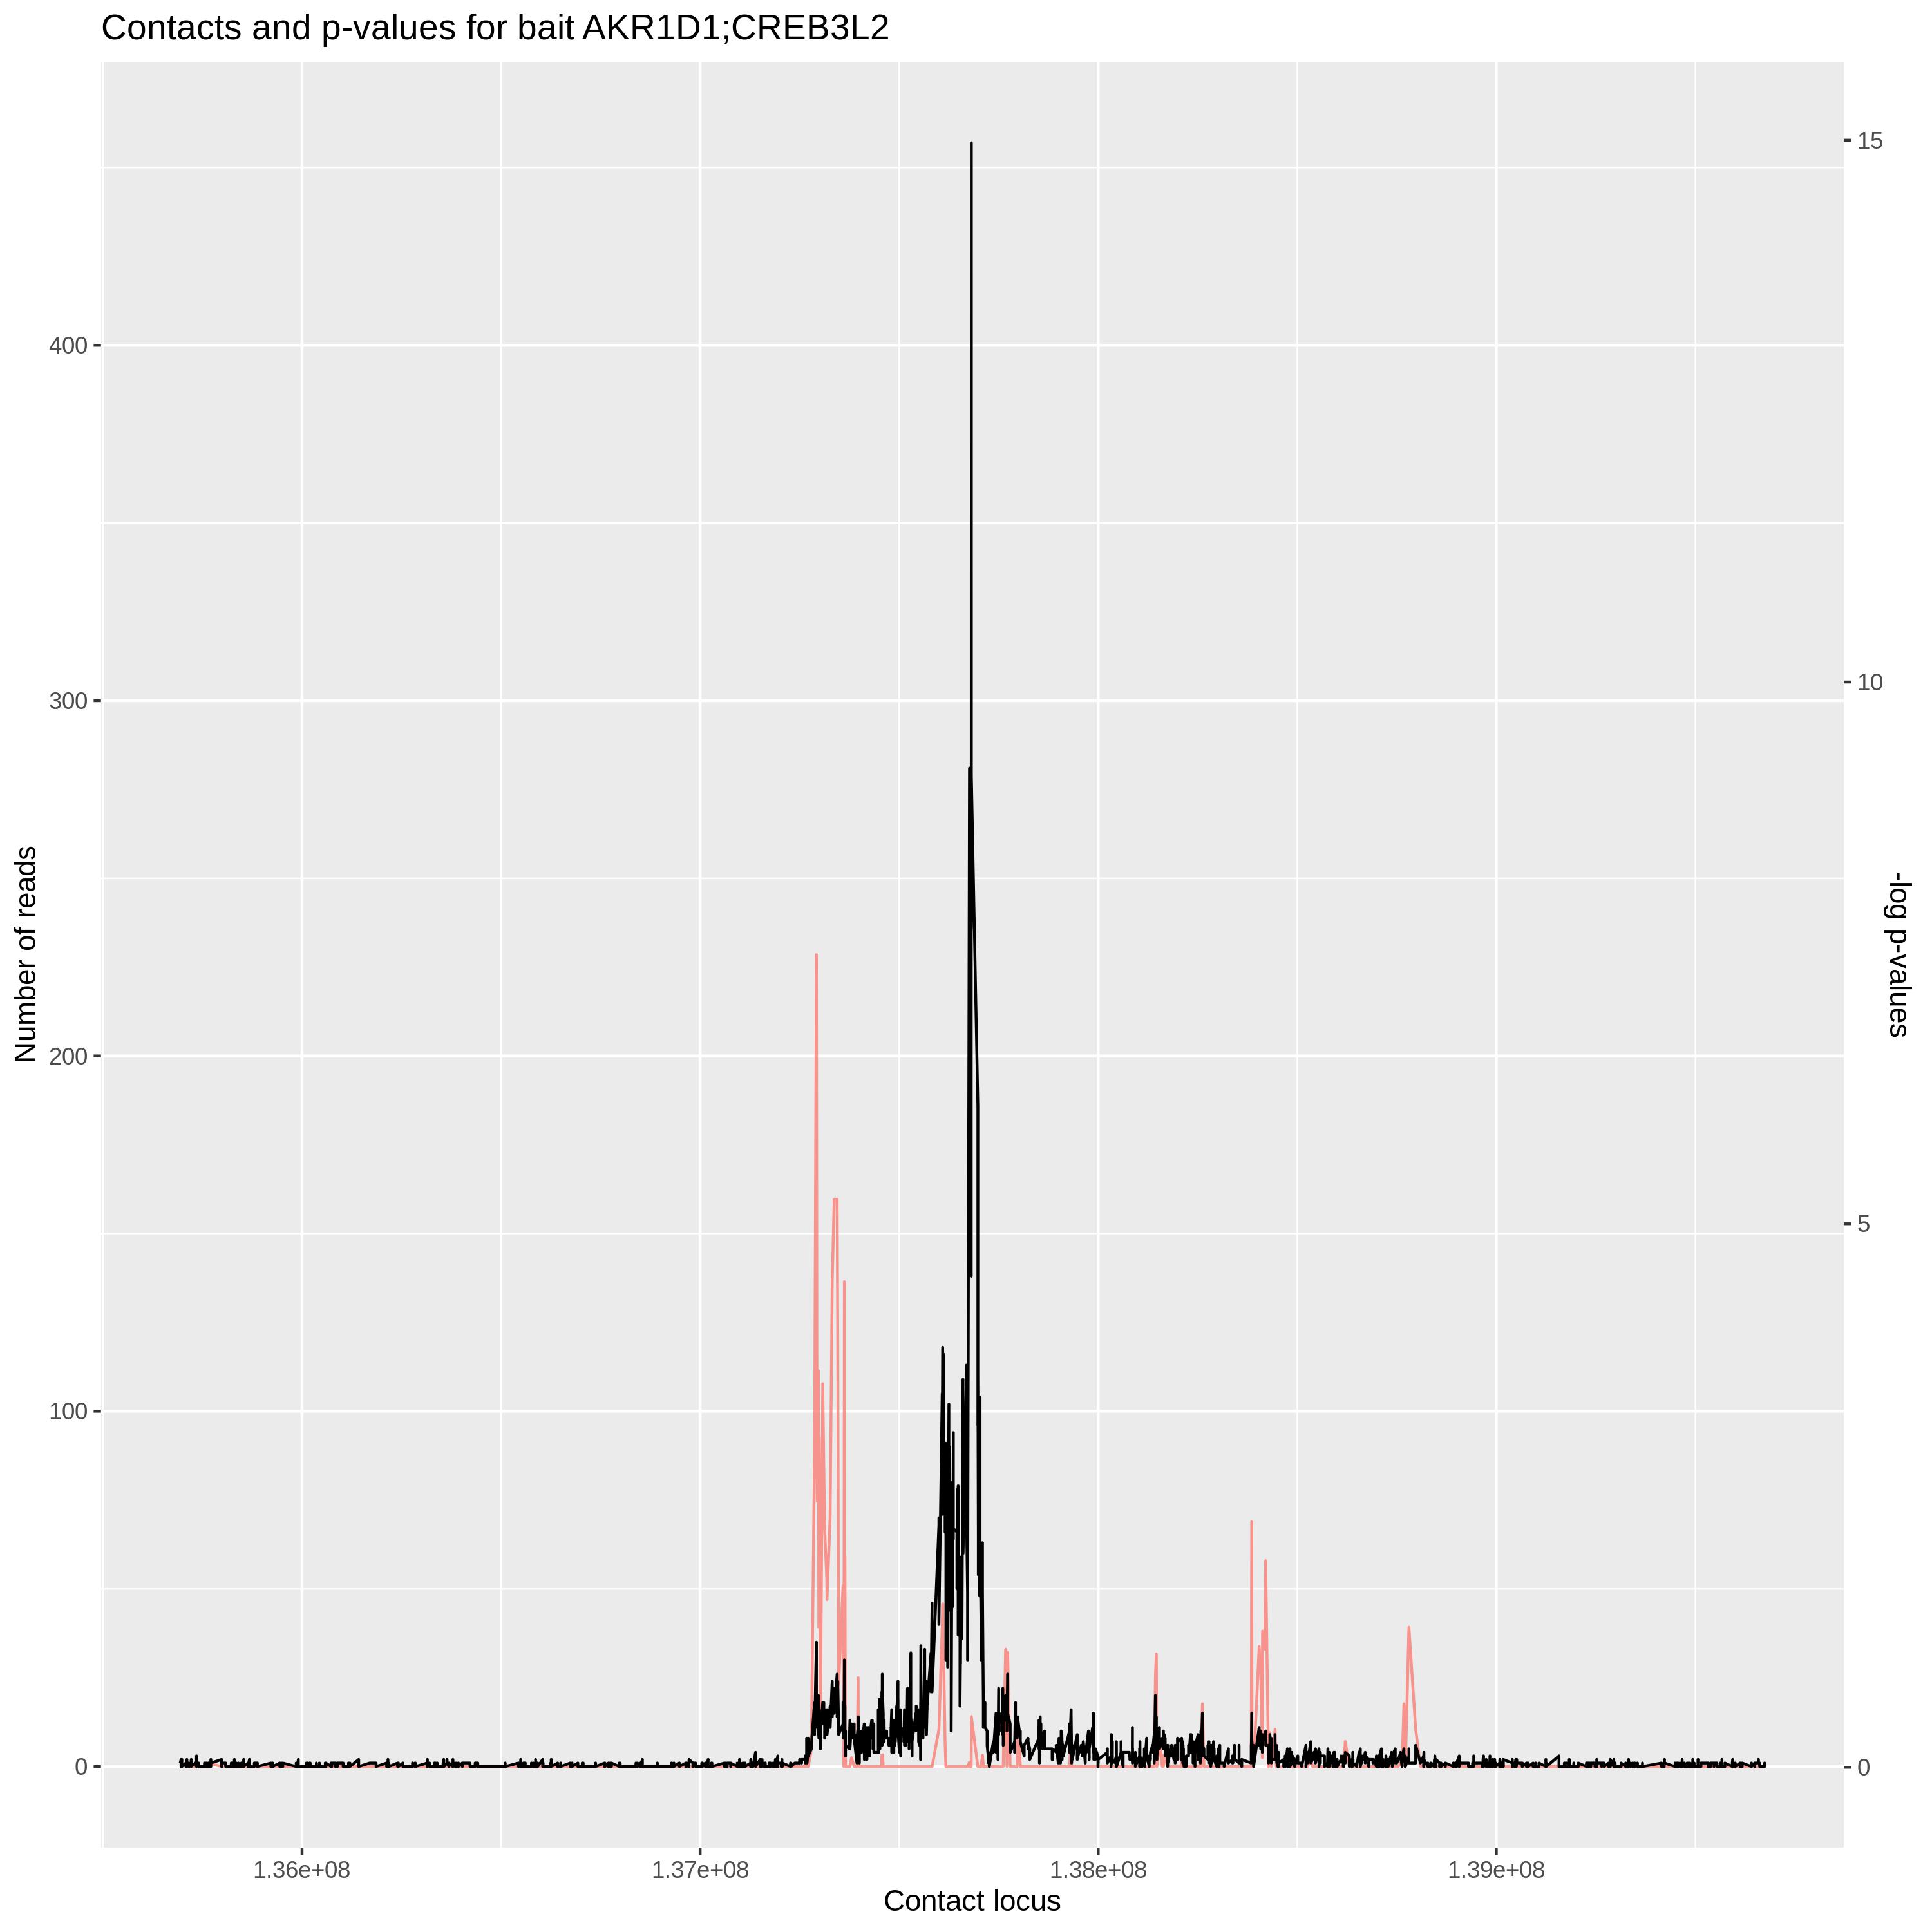 Contacts and p-values for bait AKR1D1;CREB3L2
Number of reads
400
300
200
100
0
15
10
5
0
-log p-values
1.36e+08
1.37e+08
1.38e+08
1.39e+08
Contact locus